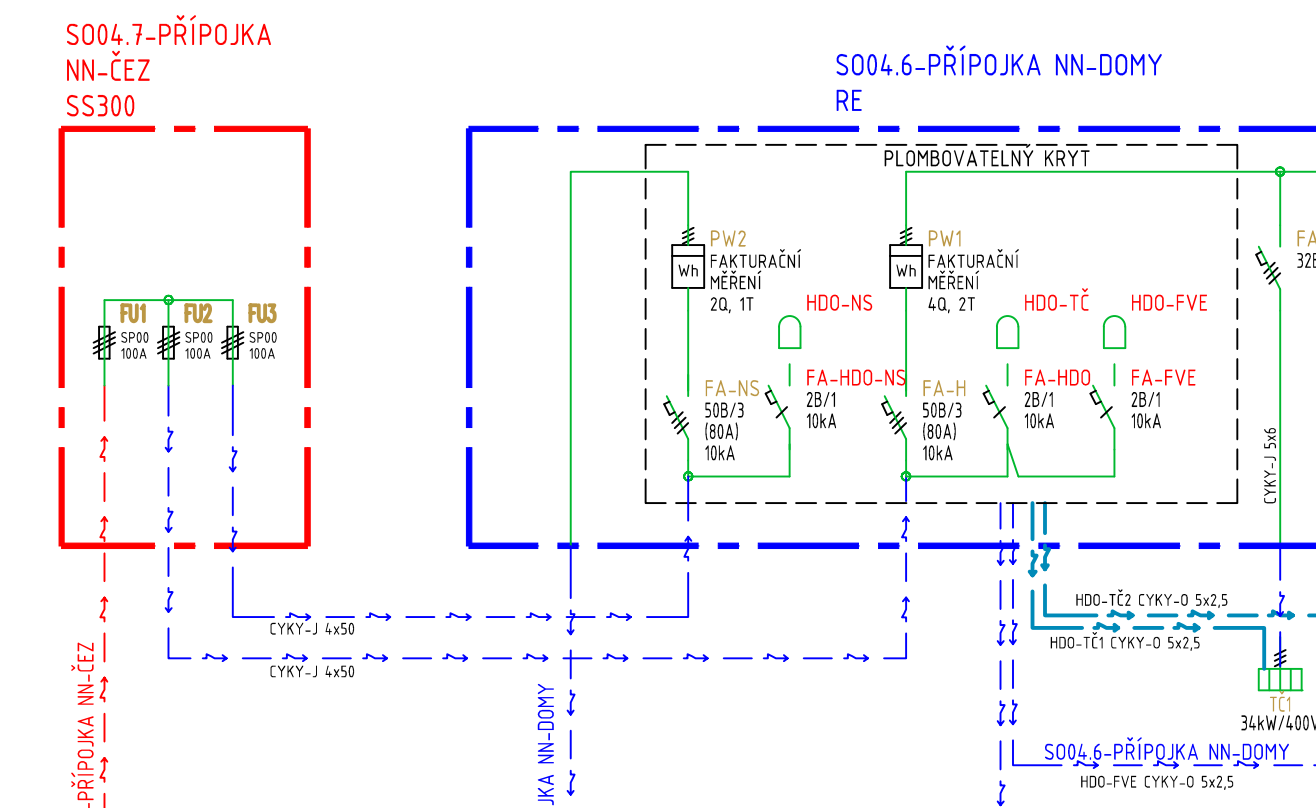 SO04.7-PŘÍPOJKA
NN-ČEZ
SS300
SO04.6-PŘÍPOJKA NN-DOMY
RE
PLOMBOVATELNÝ KRYT
PW2
FAKTURAČNÍ
MĚŘENÍ
2Q, 1T
Wh
PW1
FAKTURAČNÍ
MĚŘENÍ
4Q, 2T
Wh
FA
HDO-NS
HDO-TČ
HDO-FVE
FU1
SP00
100A
FU2
SP00
100A
FU3
SP00
100A
FA-NS
50B/3
(80A)
10kA
FA-HDO-NS
2B/1
10kA
FA-H
50B/3
(80A)
10kA
FA-HDO
2B/1
10kA
FA-FVE
2B/1
10kA
CYKY-J 5x6
CYKY-J 4x50
CYKY-J 4x50
HDO-TČ2 CYKY-O 5x2,5
HDO-TČ1 CYKY-O 5x2,5
TČ1
34kW/400V
-PŘÍPOJKA NN-ČEZ
JKA NN-DOMY
SO04.6-PŘÍPOJKA NN-DOMY
HDO-FVE CYKY-O 5x2,5